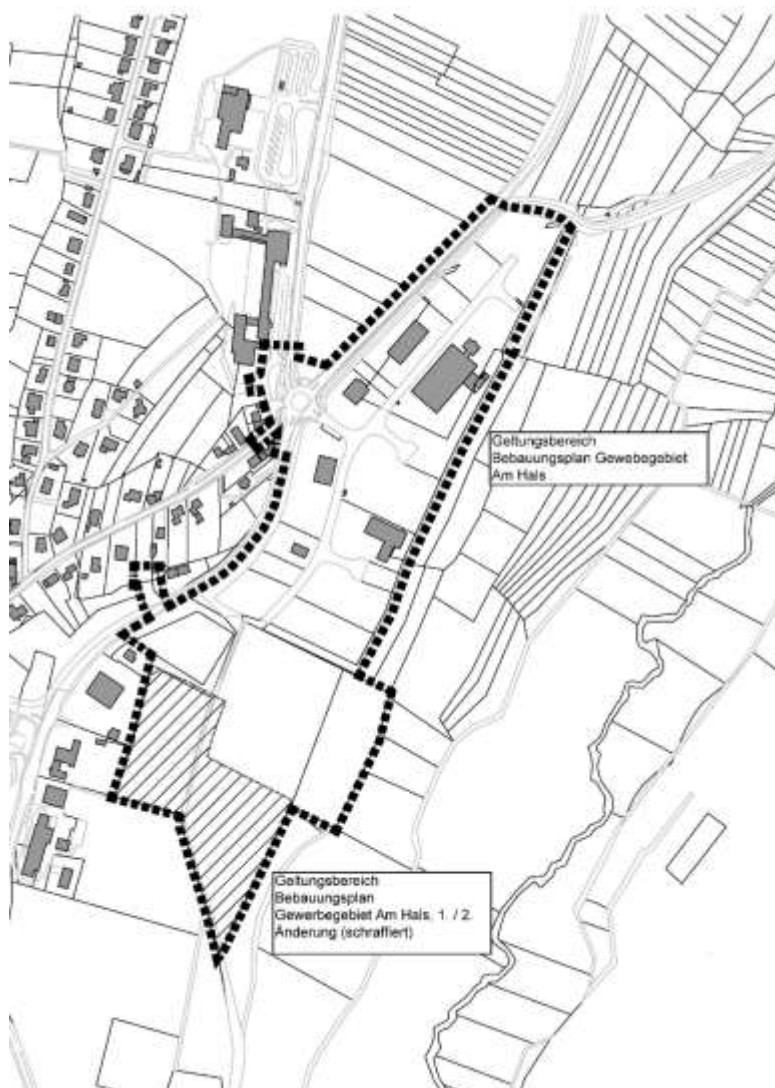 Geltungsbereich
Bebauungsplan Gewebegebiet
Am Hals
Geltungsbereich
Bebauungsplan
Gewerbegebiet Am Hals, 1. / 2.
Änderung (schraffiert)